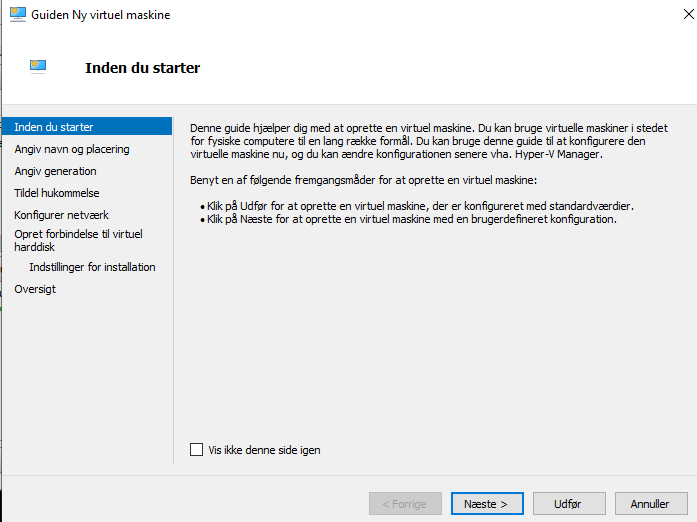 Guiden Ny virtuel maskine
Inden du starter
Inden du starter
Angiv navn og placering
Angiv generation
Tildel hukommelse
Konfigurer netværk
Opret forbindelse til virtuel
harddisk
Indstillinger for installation
Oversigt
Denne guide hjælper dig med at oprette en virtuel maskine. Du kan bruge virtuelle maskiner i stedet
for fysiske computere til en lang række formål. Du kan bruge denne guide til at konfigurere den
virtuelle maskine nu, og du kan ændre konfigurationen senere vha. Hyper-V Manager.
Benyt en af følgende fremgangsmåder for at oprette en virtuel maskine:
• Klik på Udfør for at oprette en virtuel maskine, der er konfigureret med standardværdier.
• Klik på Næste for at oprette en virtuel maskine med en brugerdefineret konfiguration.
Vis ikke denne side igen
< Forrige
Næste >
Udfør
Annuller